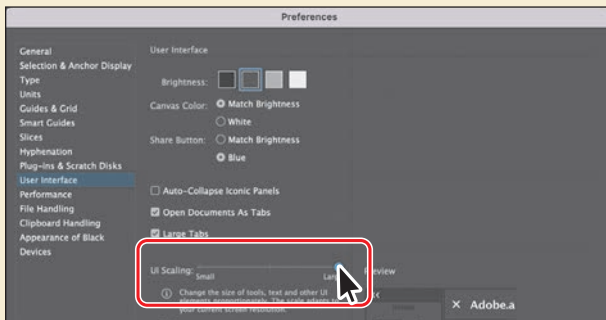 Preferences
General
Selection & Anchor Display
Type
Units
Guides & Grid
Smart Guides
Slices
Hyphenation
Plug-ins & Scratch Disks
User Interface
Performance
File Handling
Clipboard Handling
Appearance of Black
Devices
User Interface
Brightness:
Canvas Color: Match Brightness
White
Share Button: Match Brightness
Blue
Auto-Collapse Iconic Panels
Open Documents As Tabs
Large Tabs
UI Scaling: Small
Preview
Change the size of tools, text and other UI
elements proportionately. The scale adapts to
your current screen resolution.
× Adobe.a